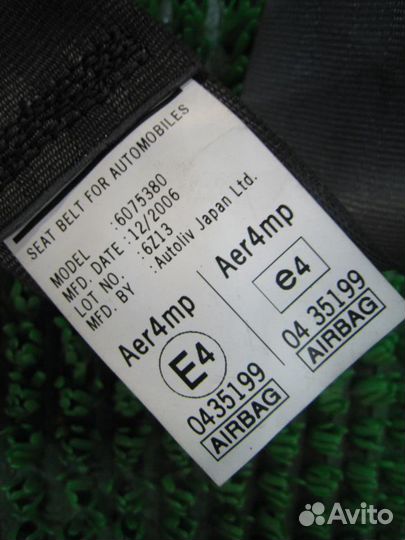 SEAT BELT FOR AUTOMOBILES
MODEL :6075380
MFD. DATE :12/2006
LOT NO. :6Z13
MFD. BY :Autoliv Japan Ltd.
Aer4mp
E4
0435199
AIRBAG
Aer4mp
e4
04 35199
AIRBAG
Avito